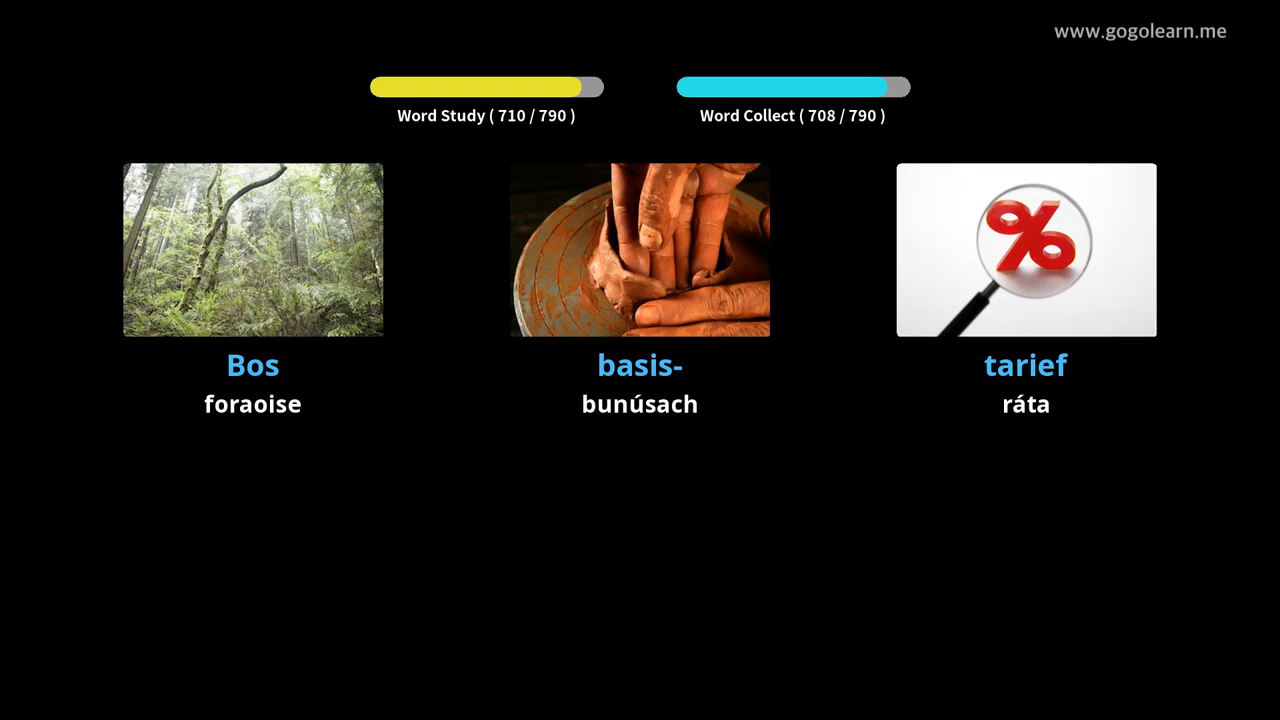 www.gogolearn.me
Word Study ( 710 / 790 )
Word Collect ( 708 / 790 )
Bos
foraoise
basis-
bunúsach
tarief
ráta